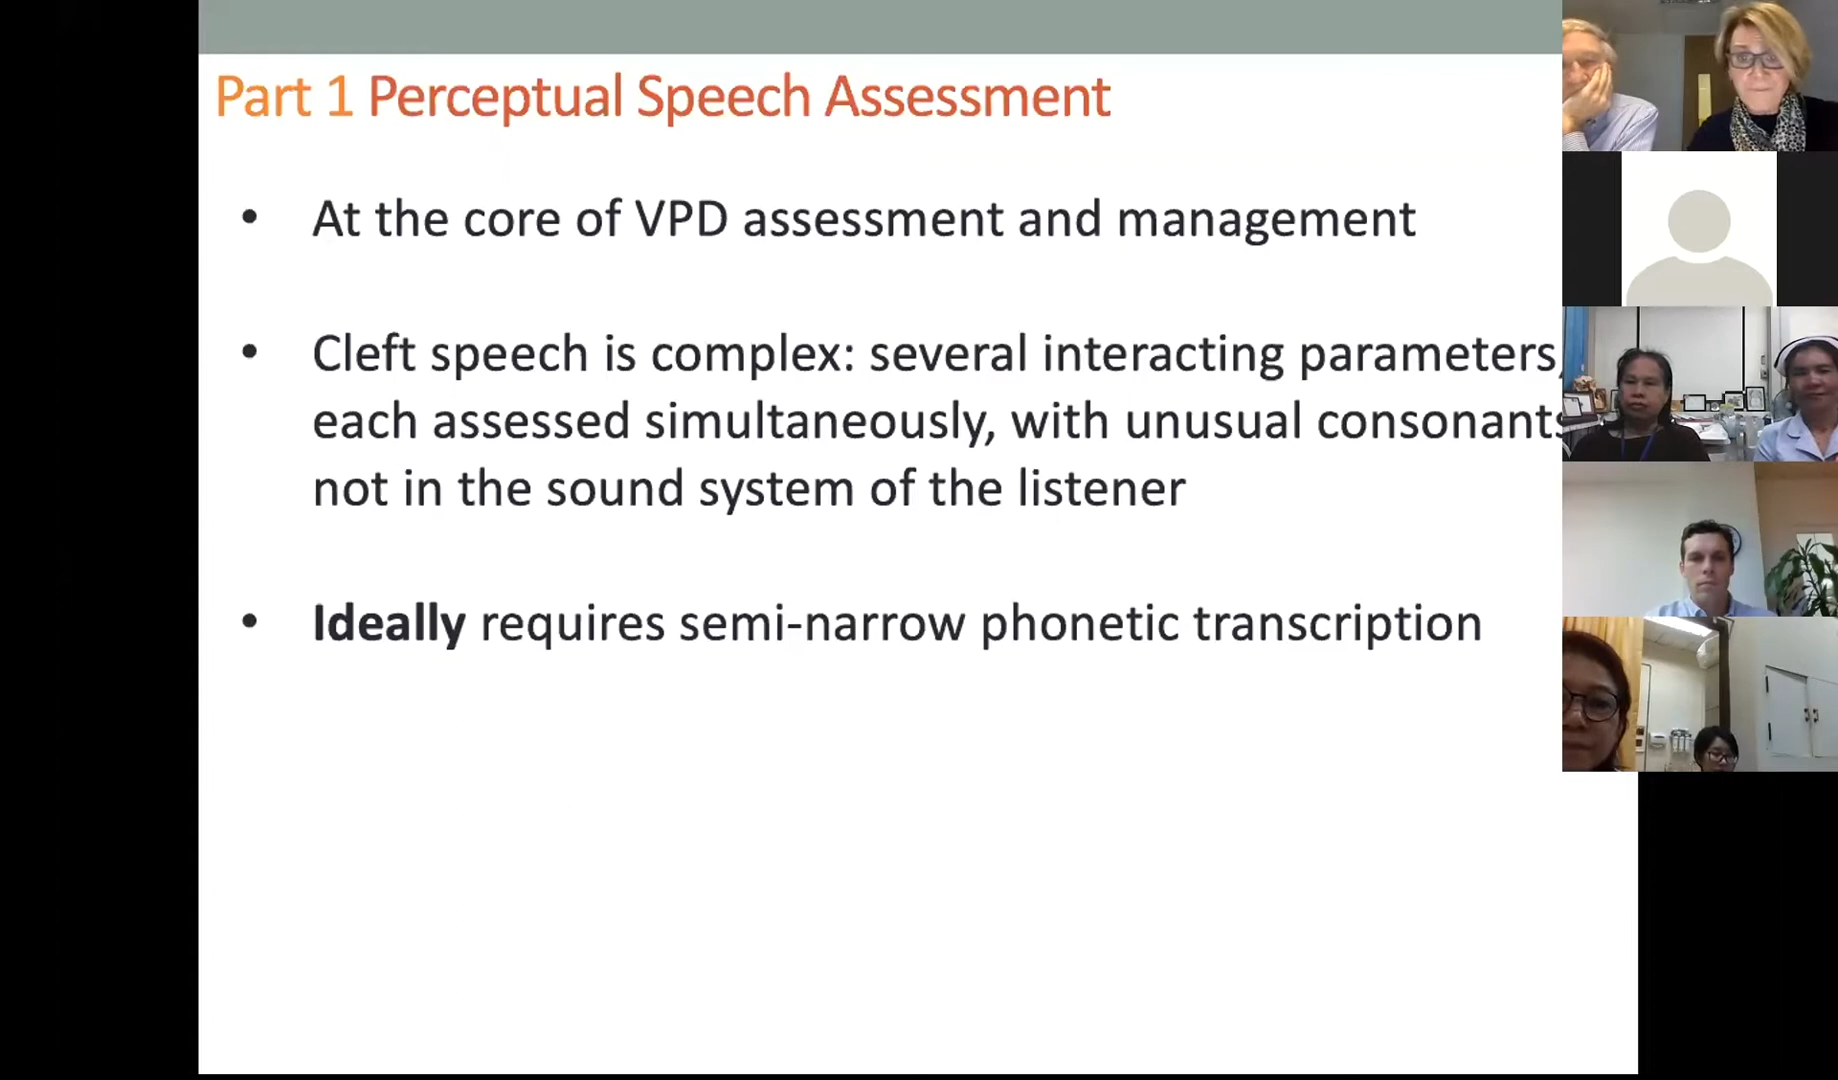 Part 1 Perceptual Speech Assessment
• At the core of VPD assessment and management
• Cleft speech is complex: several interacting parameters,
each assessed simultaneously, with unusual consonants
not in the sound system of the listener
• Ideally requires semi-narrow phonetic transcription